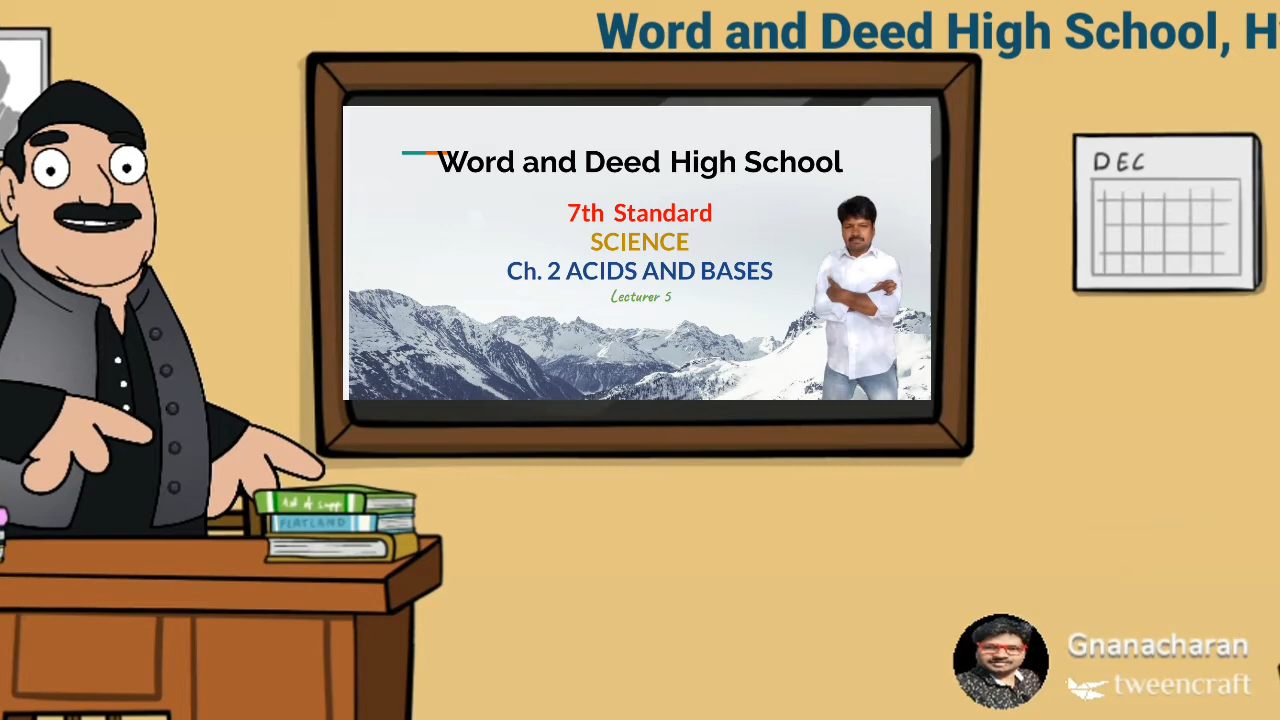 Word and Deed High School, H
DEC
Word and Deed High School
7th Standard
SCIENCE
Ch. 2 ACIDS AND BASES
Lecturer 5
FLATLAND
Gnanacharan
tweencraft